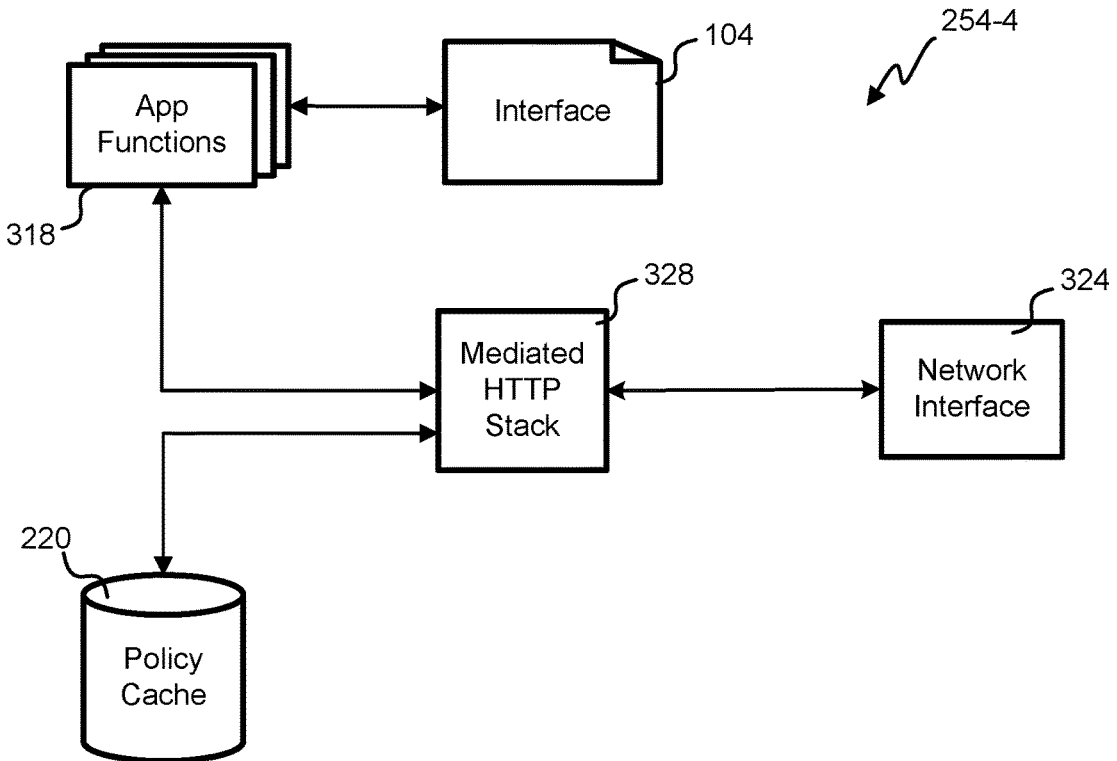 104
254-4
App
Functions
Interface
318
328
324
Mediated
HTTP
Stack
Network
Interface
220
Policy
Cache